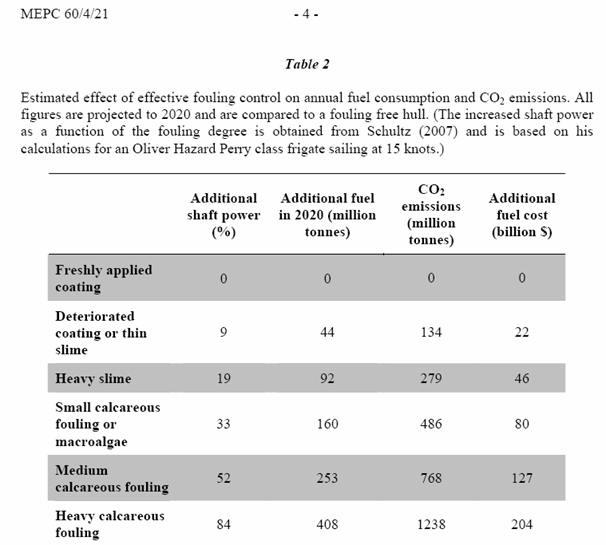 MEPC 60/4/21
- 4 -
Table 2
Estimated effect of effective fouling control on annual fuel consumption and CO₂ emissions. All
figures are projected to 2020 and are compared to a fouling free hull. (The increased shaft power
as a function of the fouling degree is obtained from Schultz (2007) and is based on his
calculations for an Oliver Hazard Perry class frigate sailing at 15 knots.)
Additional
shaft power
(%)
Additional fuel
in 2020 (million
tonnes)
CO₂
emissions
(million
tonnes)
Additional
fuel cost
(billion $)
Freshly applied
coating
0 0 0 0
Deteriorated
coating or thin
slime
9 44 134 22
Heavy slime 19 92 279 46
Small calcareous
fouling or
macroalgae
33 160 486 80
Medium
calcareous fouling
52 253 768 127
Heavy calcareous
fouling
84 408 1238 204